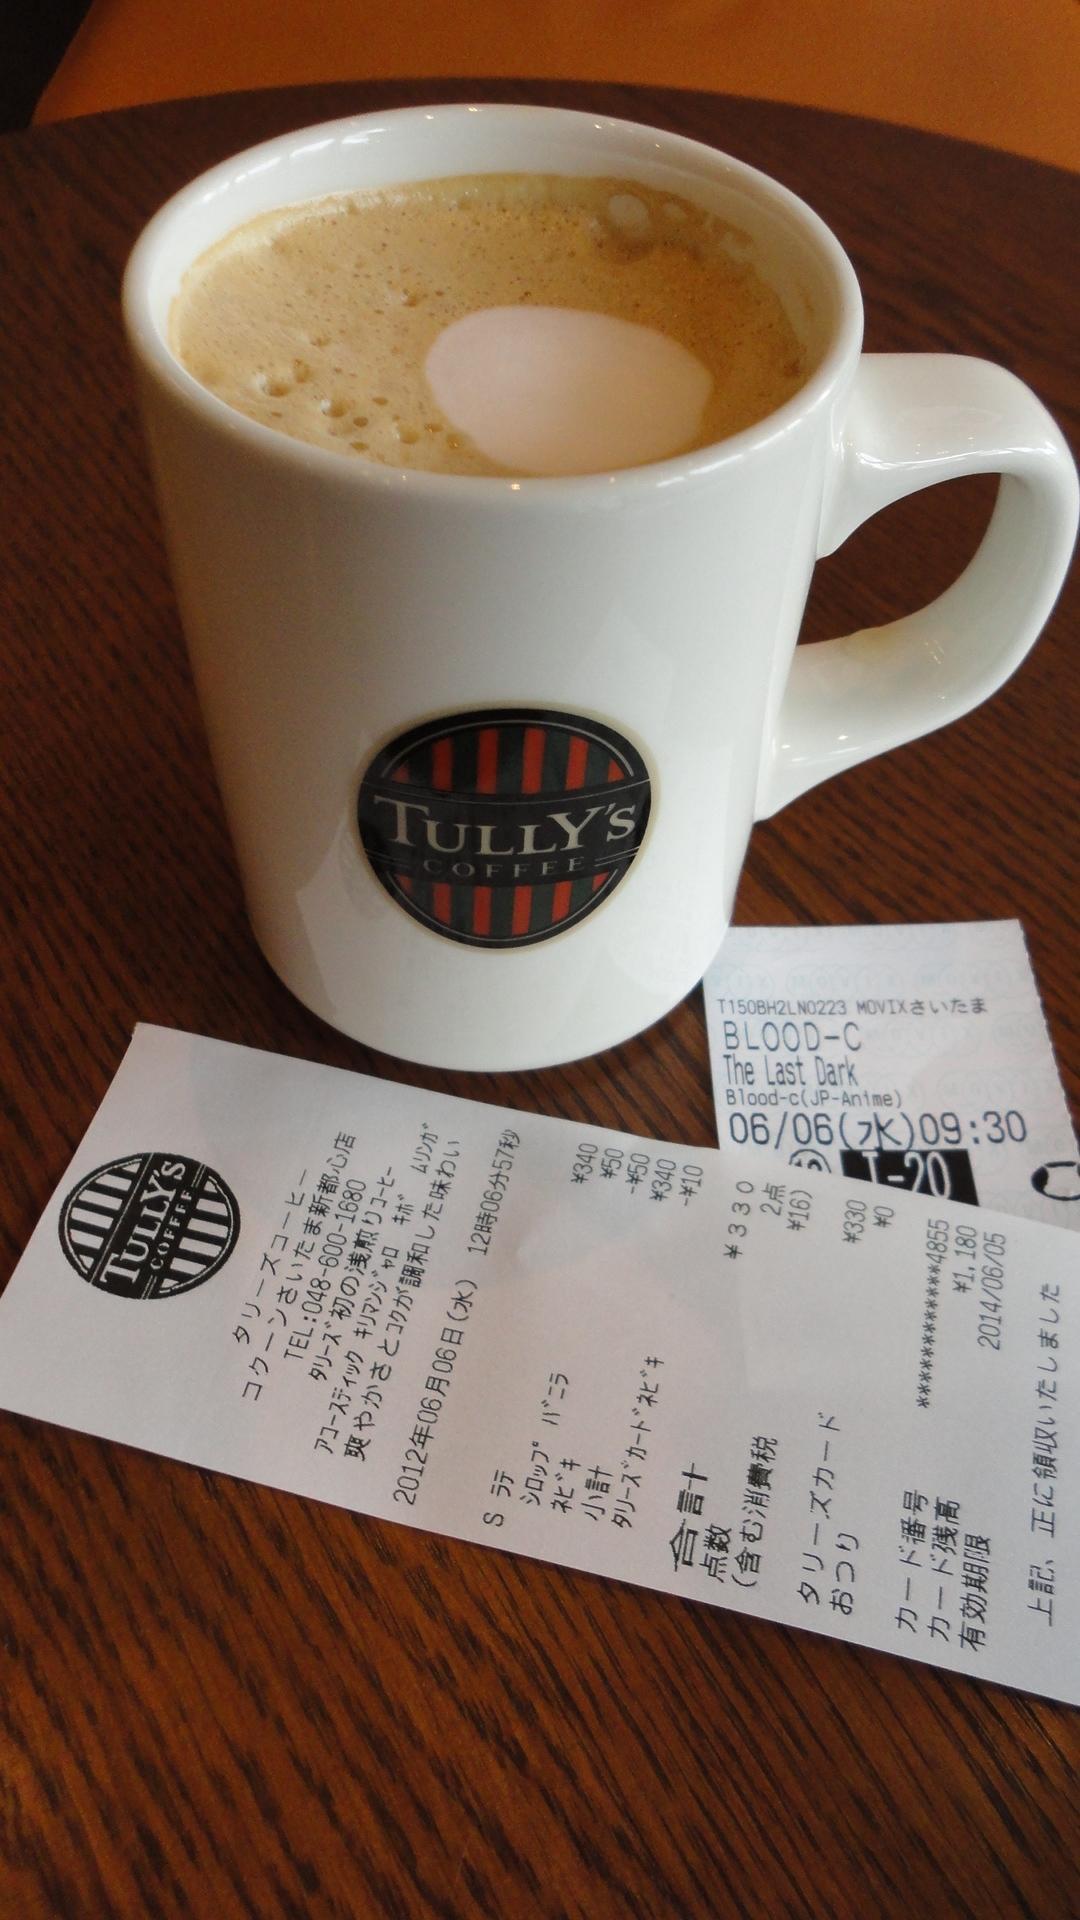 TULLY'S
COFFEE
T150BH2LN0223 MOVIXさいたま
BLOOD-C
The Last Dark
Blood-c(JP-Anime)
06/06(水)09:30
I-20
TULLY'S
COFFEE
タリーズコーヒー
コクーンさいたま新都心店
TEL:048-600-1680
タリーズ 初の浅煎りコーヒー
アコースティック キリマンジャロ キボ ムリンガ
爽やかさとコクが調和した味わい
2012年06月06日(水) 12時06分57秒
S ラテ ¥340
シロップ バニラ ¥50
ネビキ -¥50
小計 ¥340
タリーズカードネビキ -¥10
合計 ¥330
点数 2点
(含む消費税 ¥16)
タリーズカード ¥330
おつり ¥0
カード番号 ************4855
カード残高 ¥1,180
有効期限 2014/06/05
上記、正に領収いたしました